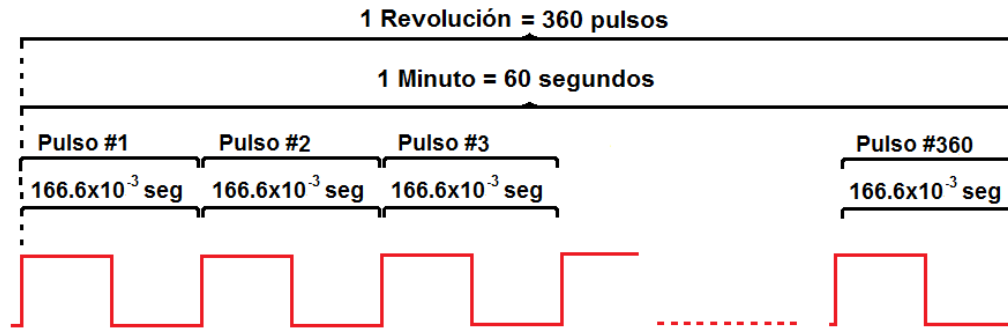 1 Revolución = 360 pulsos
1 Minuto = 60 segundos
Pulso #1 Pulso #2 Pulso #3 Pulso #360
166.6x10⁻³ seg 166.6x10⁻³ seg 166.6x10⁻³ seg 166.6x10⁻³ seg